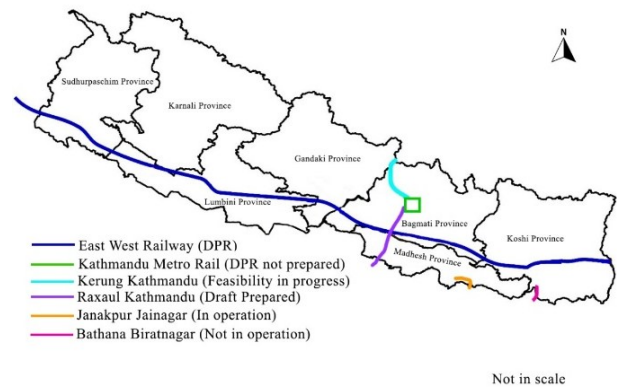 N
Sudhurpaschim Province
Karnali Province
Gandaki Province
Lumbini Province
Bagmati Province
Koshi Province
Madhesh Province
East West Railway (DPR)
Kathmandu Metro Rail (DPR not prepared)
Kerung Kathmandu (Feasibility in progress)
Raxaul Kathmandu (Draft Prepared)
Janakpur Jainagar (In operation)
Bathana Biratnagar (Not in operation)
Not in scale